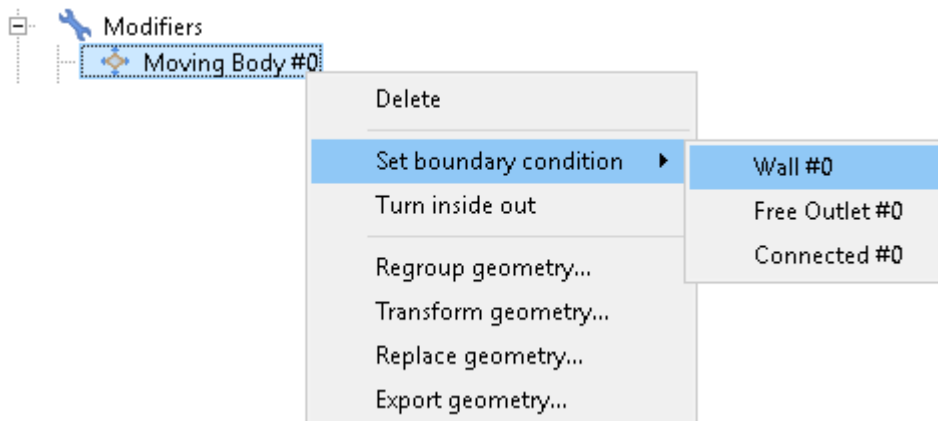 Modifiers
Moving Body #0
Delete
Set boundary condition
Wall #0
Turn inside out
Free Outlet #0
Connected #0
Regroup geometry...
Transform geometry...
Replace geometry...
Export geometry...